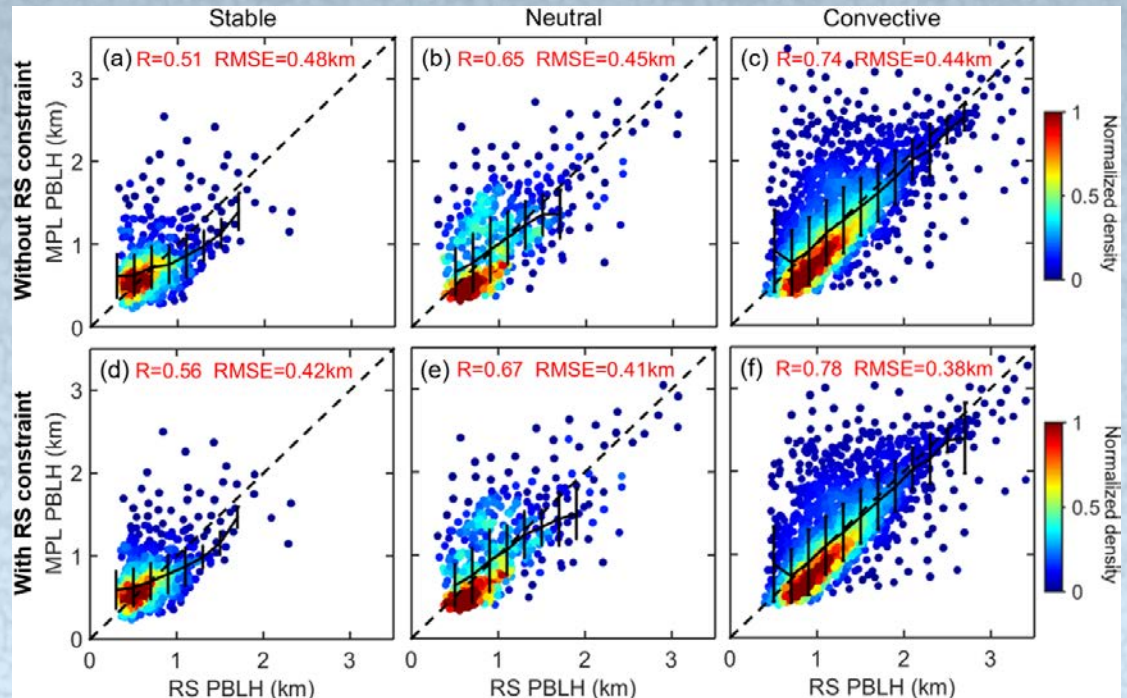 Stable
Neutral
Convective
Without RS constraint
MPL PBLH (km)
3
2
1
0
(a) R=0.51 RMSE=0.48km
(b) R=0.65 RMSE=0.45km
(c) R=0.74 RMSE=0.44km
1
0.5
0
Normalized density
With RS constraint
MPL PBLH (km)
3
2
1
0
(d) R=0.56 RMSE=0.42km
(e) R=0.67 RMSE=0.41km
(f) R=0.78 RMSE=0.38km
1
0.5
0
Normalized density
0 1 2 3
0 1 2 3
0 1 2 3
RS PBLH (km)
RS PBLH (km)
RS PBLH (km)